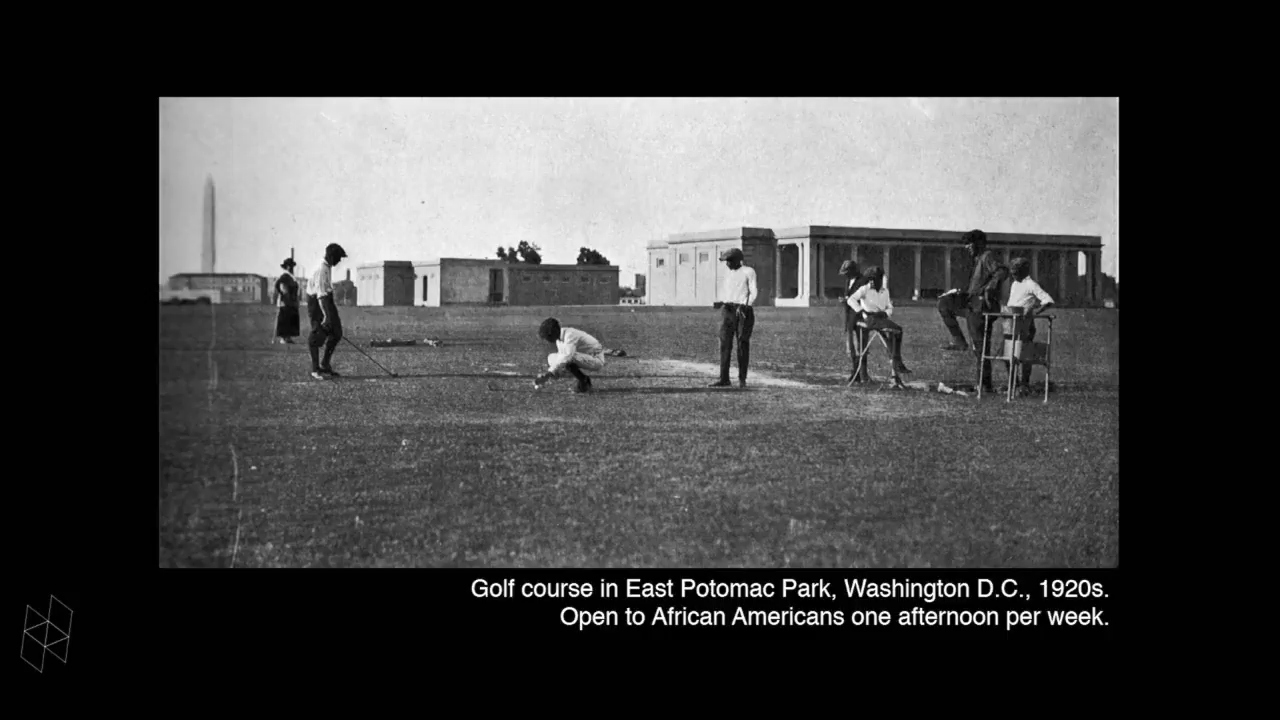 Golf course in East Potomac Park, Washington D.C., 1920s.
Open to African Americans one afternoon per week.